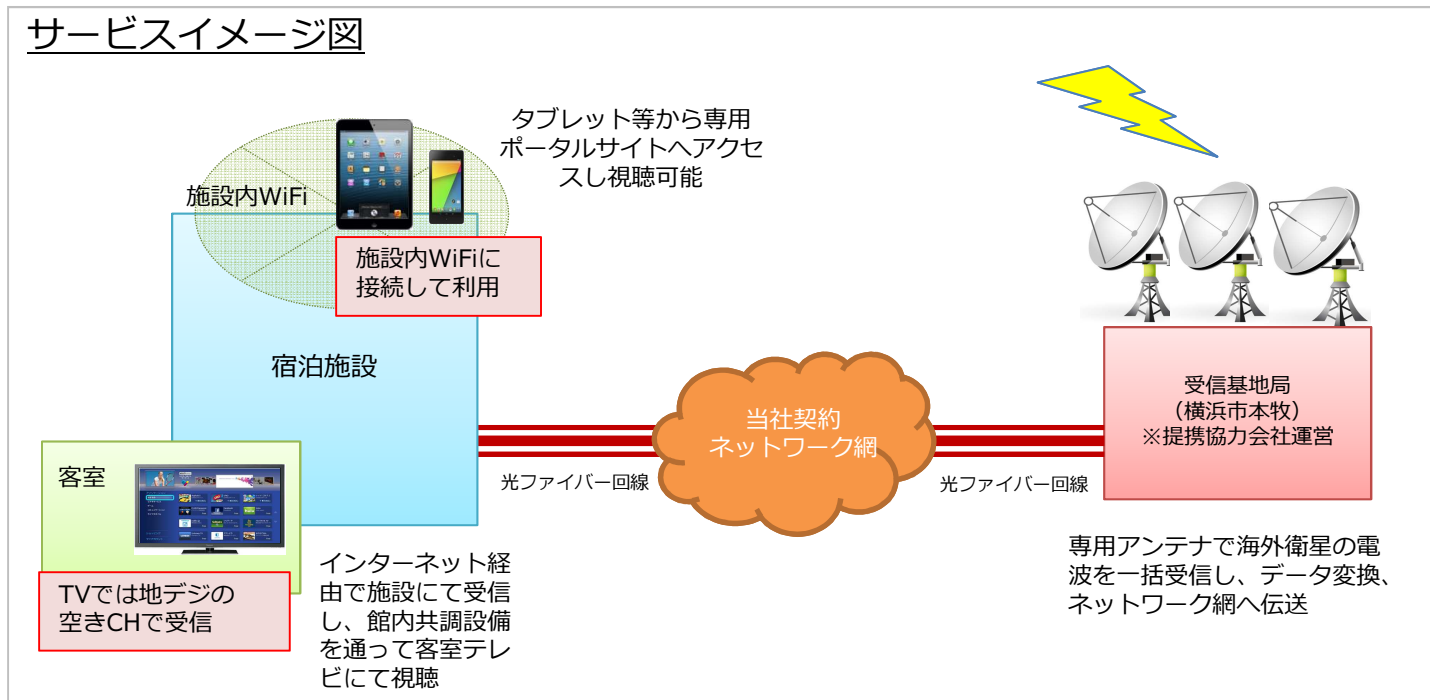 サービスイメージ図
タブレット等から専用
ポータルサイトへアクセ
スし視聴可能
施設内WiFi
施設内WiFiに
接続して利用
宿泊施設
当社契約
ネットワーク網
受信基地局
（横浜市本牧）
※提携協力会社運営
客室
光ファイバー回線
光ファイバー回線
TVでは地デジの
空きCHで受信
インターネット経
由で施設にて受信
し、館内共調設備
を通って客室テレ
ビにて視聴
専用アンテナで海外衛星の電
波を一括受信し、データ変換、
ネットワーク網へ伝送